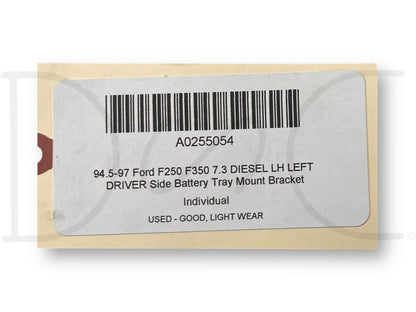 A0255054
94.5-97 Ford F250 F350 7.3 DIESEL LH LEFT
DRIVER Side Battery Tray Mount Bracket
Individual
USED - GOOD, LIGHT WEAR